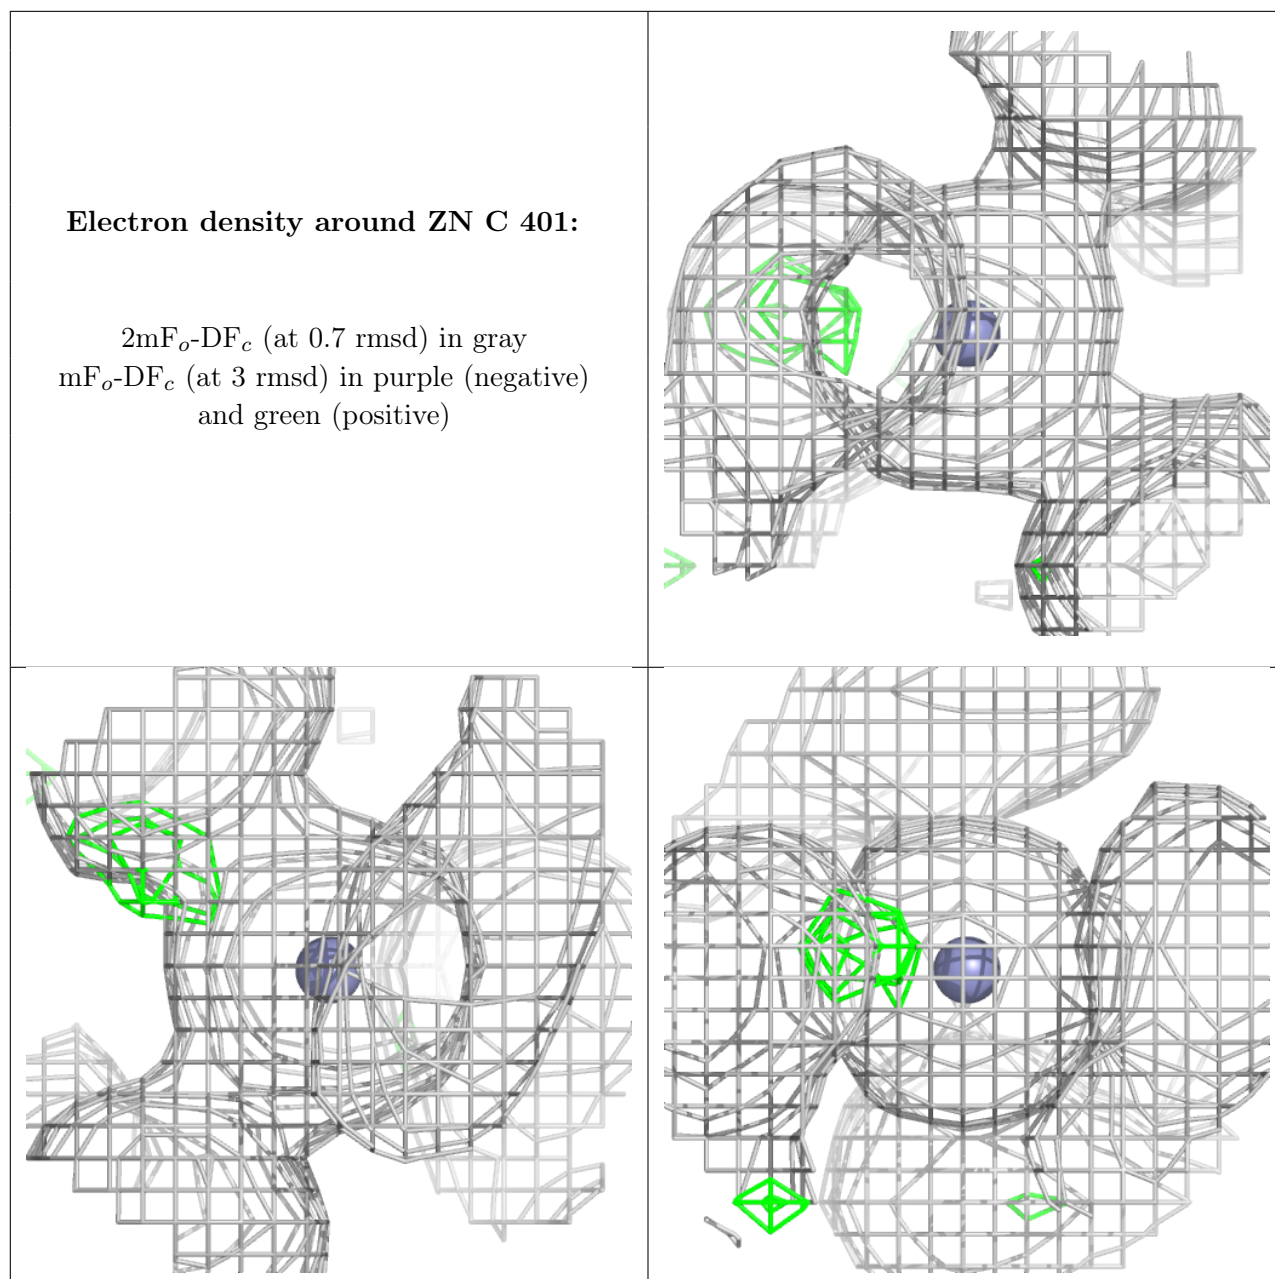 Electron density around ZN C 401:
2mFo-DFc (at 0.7 rmsd) in gray
mFo-DFc (at 3 rmsd) in purple (negative)
and green (positive)